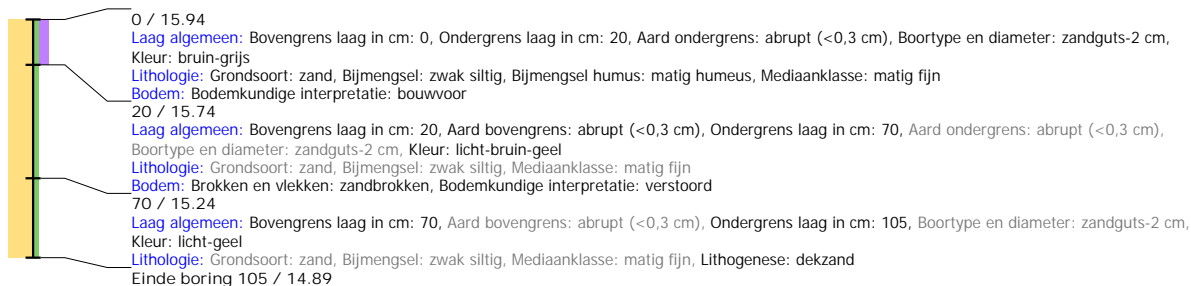 0 / 15.94
Laag algemeen: Bovengrens laag in cm: 0, Ondergrens laag in cm: 20, Aard ondergrens: abrupt (<0,3 cm), Boortype en diameter: zandguts-2 cm,
Kleur: bruin-grijs
Lithologie: Grondsoort: zand, Bijmengsel: zwak siltig, Bijmengsel humus: matig humeus, Mediaanklasse: matig fijn
Bodem: Bodemkundige interpretatie: bouwvoor
20 / 15.74
Laag algemeen: Bovengrens laag in cm: 20, Aard bovengrens: abrupt (<0,3 cm), Ondergrens laag in cm: 70, Aard ondergrens: abrupt (<0,3 cm),
Boortype en diameter: zandguts-2 cm, Kleur: licht-bruin-geel
Lithologie: Grondsoort: zand, Bijmengsel: zwak siltig, Mediaanklasse: matig fijn
Bodem: Brokken en vlekken: zandbrokken, Bodemkundige interpretatie: verstoord
70 / 15.24
Laag algemeen: Bovengrens laag in cm: 70, Aard bovengrens: abrupt (<0,3 cm), Ondergrens laag in cm: 105, Boortype en diameter: zandguts-2 cm,
Kleur: licht-geel
Lithologie: Grondsoort: zand, Bijmengsel: zwak siltig, Mediaanklasse: matig fijn, Lithogenese: dekzand
Einde boring 105 / 14.89